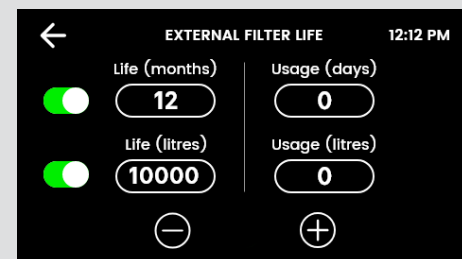 EXTERNAL FILTER LIFE 12:12 PM
Life (months) Usage (days)
12 0
Life (litres) Usage (litres)
10000 0